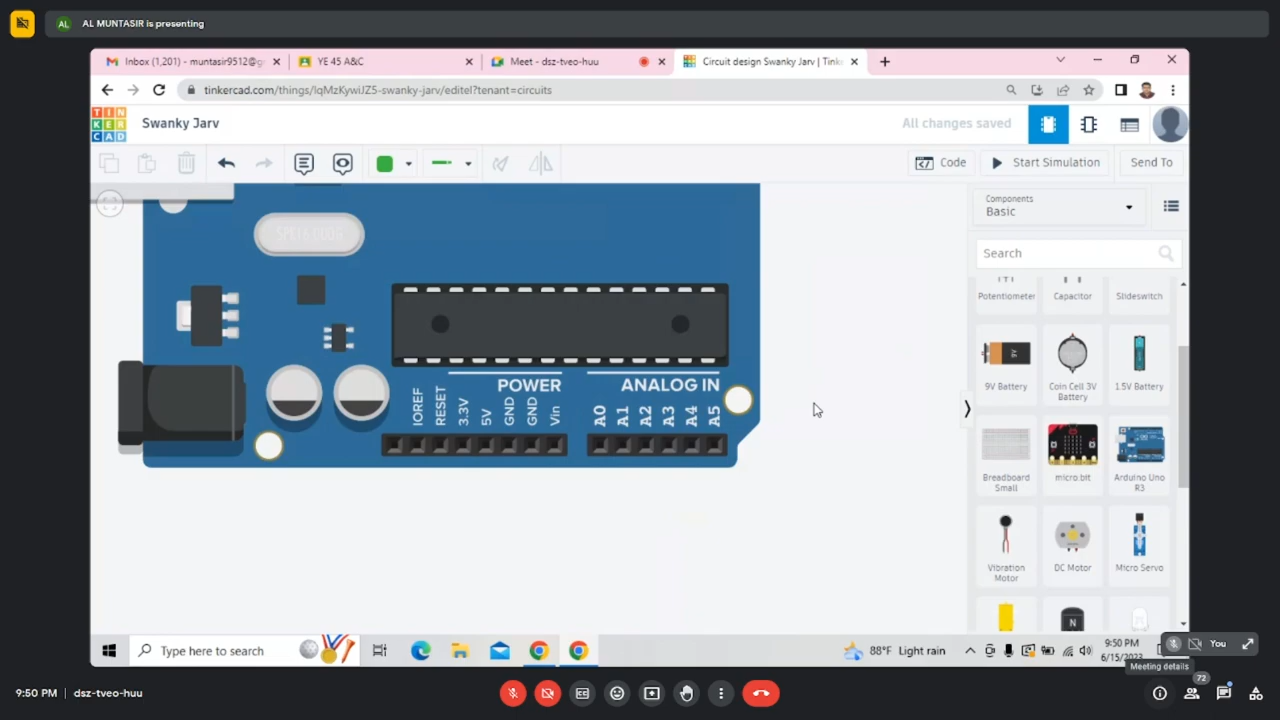 AL
AL MUNTASIR is presenting
Inbox (1,201) - muntasir9512@g
YE 45 A&C
Meet - dsz-tveo-huu
Circuit design Swanky Jarv | Tink
tinkercad.com/things/lqMzKywiJZ5-swanky-jarv/editel?tenant=circuits
TIN
KER
CAD
Swanky Jarv
All changes saved
Code
Start Simulation
Send To
Components
Basic
Search
SPK16.000G
Potentiometer
Capacitor
Slideswitch
9V
9V Battery
Coin Cell 3V
Battery
1.5V Battery
POWER
ANALOG IN
IOREF
RESET
3.3V
5V
GND
GND
Vin
A0
A1
A2
A3
A4
A5
Breadboard
Small
micro:bit
Arduino Uno
R3
Vibration
Motor
DC Motor
Micro Servo
N
Type here to search
88°F Light rain
9:50 PM
6/15/2023
You
Meeting details
9:50 PM | dsz-tveo-huu
72